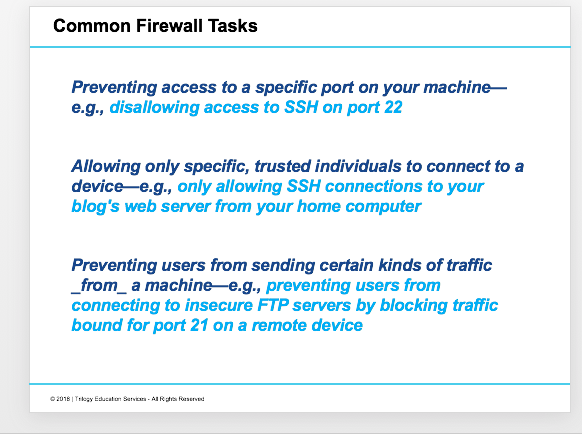 Common Firewall Tasks
Preventing access to a specific port on your machine—
e.g., disallowing access to SSH on port 22
Allowing only specific, trusted individuals to connect to a
device—e.g., only allowing SSH connections to your
blog's web server from your home computer
Preventing users from sending certain kinds of traffic
_from_ a machine—e.g., preventing users from
connecting to insecure FTP servers by blocking traffic
bound for port 21 on a remote device
© 2018 | Trilogy Education Services - All Rights Reserved